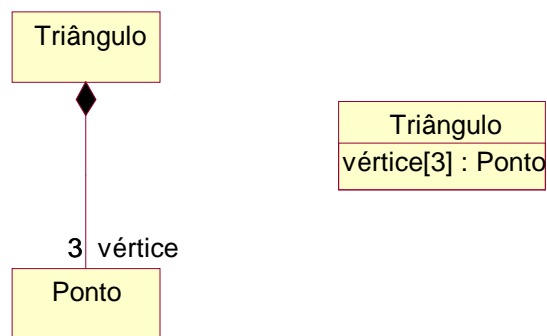 Triângulo
3 vértice
Ponto
Triângulo
vértice[3] : Ponto